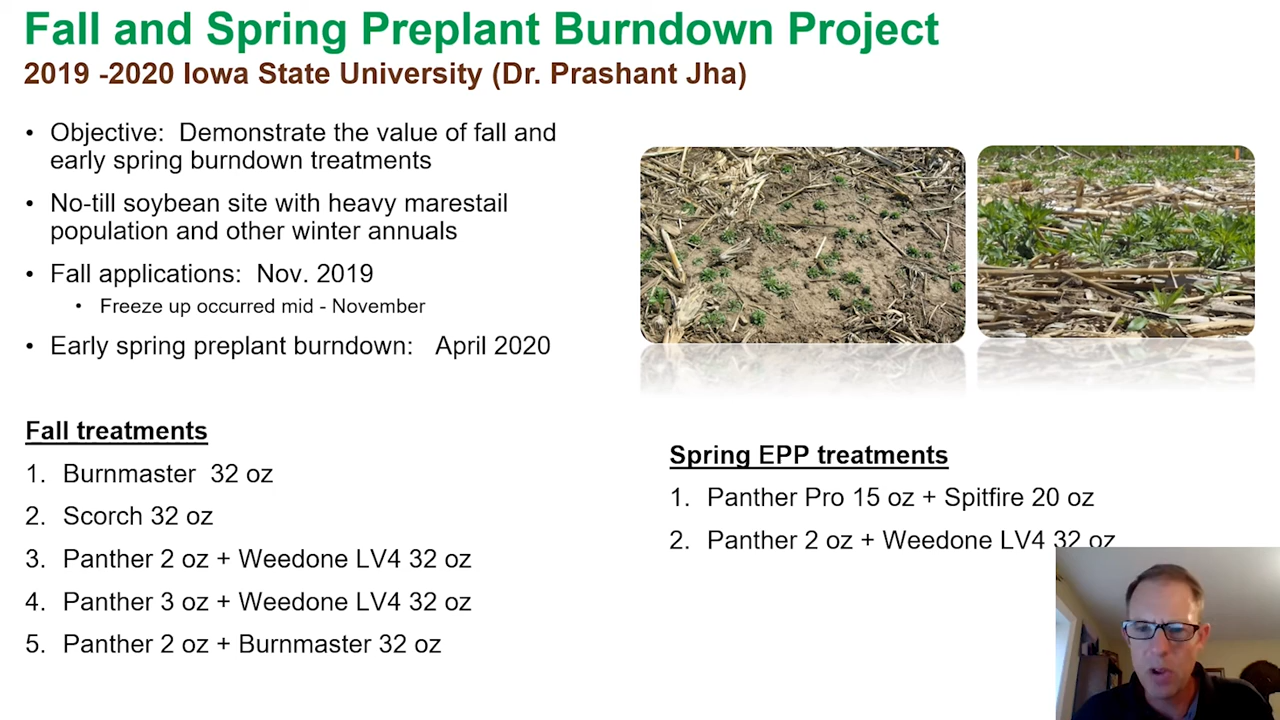 Fall and Spring Preplant Burndown Project
2019 -2020 Iowa State University (Dr. Prashant Jha)
• Objective: Demonstrate the value of fall and
early spring burndown treatments
• No-till soybean site with heavy marestail
population and other winter annuals
• Fall applications: Nov. 2019
• Freeze up occurred mid - November
• Early spring preplant burndown: April 2020
Fall treatments
1. Burnmaster 32 oz
2. Scorch 32 oz
3. Panther 2 oz + Weedone LV4 32 oz
4. Panther 3 oz + Weedone LV4 32 oz
5. Panther 2 oz + Burnmaster 32 oz
Spring EPP treatments
1. Panther Pro 15 oz + Spitfire 20 oz
2. Panther 2 oz + Weedone LV4 32 oz